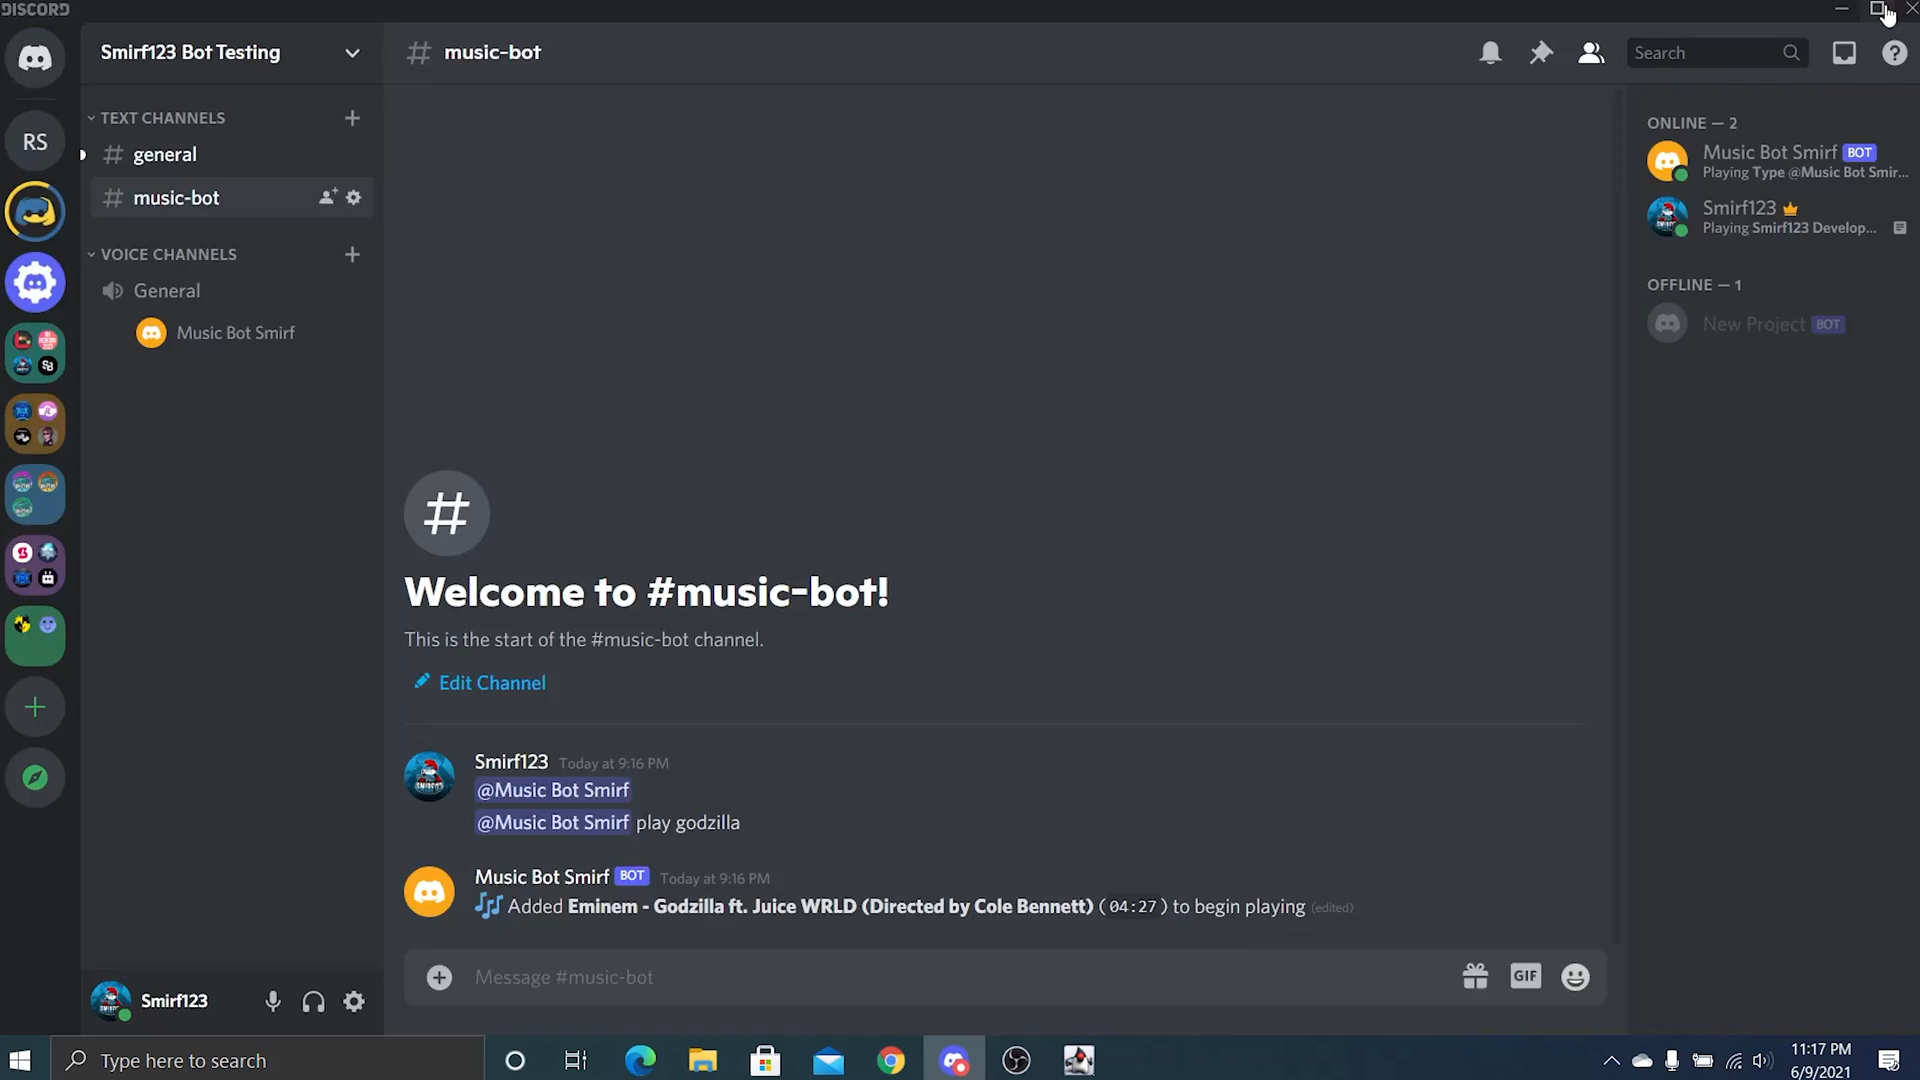 DISCORD
Smirf123 Bot Testing
music-bot
Search
TEXT CHANNELS
general
music-bot
VOICE CHANNELS
General
Music Bot Smirf
RS
Welcome to #music-bot!
This is the start of the #music-bot channel.
Edit Channel
Smirf123 Today at 9:16 PM
@Music Bot Smirf
@Music Bot Smirf play godzilla
Music Bot Smirf BOT Today at 9:16 PM
Added Eminem - Godzilla ft. Juice WRLD (Directed by Cole Bennett) (04:27) to begin playing (edited)
Message #music-bot
GIF
ONLINE — 2
Music Bot Smirf BOT
Playing Type @Music Bot Smir...
Smirf123
Playing Smirf123 Develop...
OFFLINE — 1
New Project BOT
Smirf123
Type here to search
11:17 PM
6/9/2021